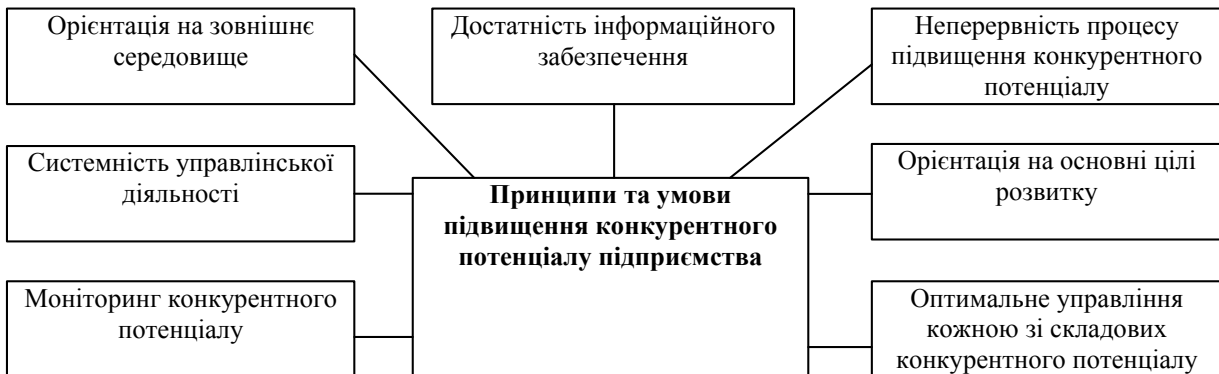 Орієнтація на зовнішнє
середовище
Достатність інформаційного
забезпечення
Неперервність процесу
підвищення конкурентного
потенціалу
Системність управлінської
діяльності
Принципи та умови
підвищення конкурентного
потенціалу підприємства
Орієнтація на основні цілі
розвитку
Моніторинг конкурентного
потенціалу
Оптимальне управління
кожною зі складових
конкурентного потенціалу